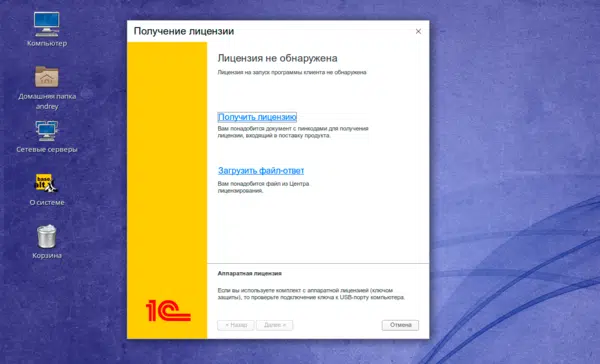 Компьютер
Домашняя папка
andrey
Сетевые серверы
base
alt
О системе
Корзина
Получение лицензии
Лицензия не обнаружена
Лицензия на запуск программы клиента не обнаружена
Получить лицензию
Вам понадобится документ с пинкодами для получения
лицензии, входящий в поставку продукта.
Загрузить файл-ответ
Вам понадобится файл из Центра
лицензирования.
Аппаратная лицензия
Если вы используете комплект с аппаратной лицензией (ключом
защиты), то проверьте подключение ключа к USB-порту компьютера.
1С
< Назад
Далее >
Отмена